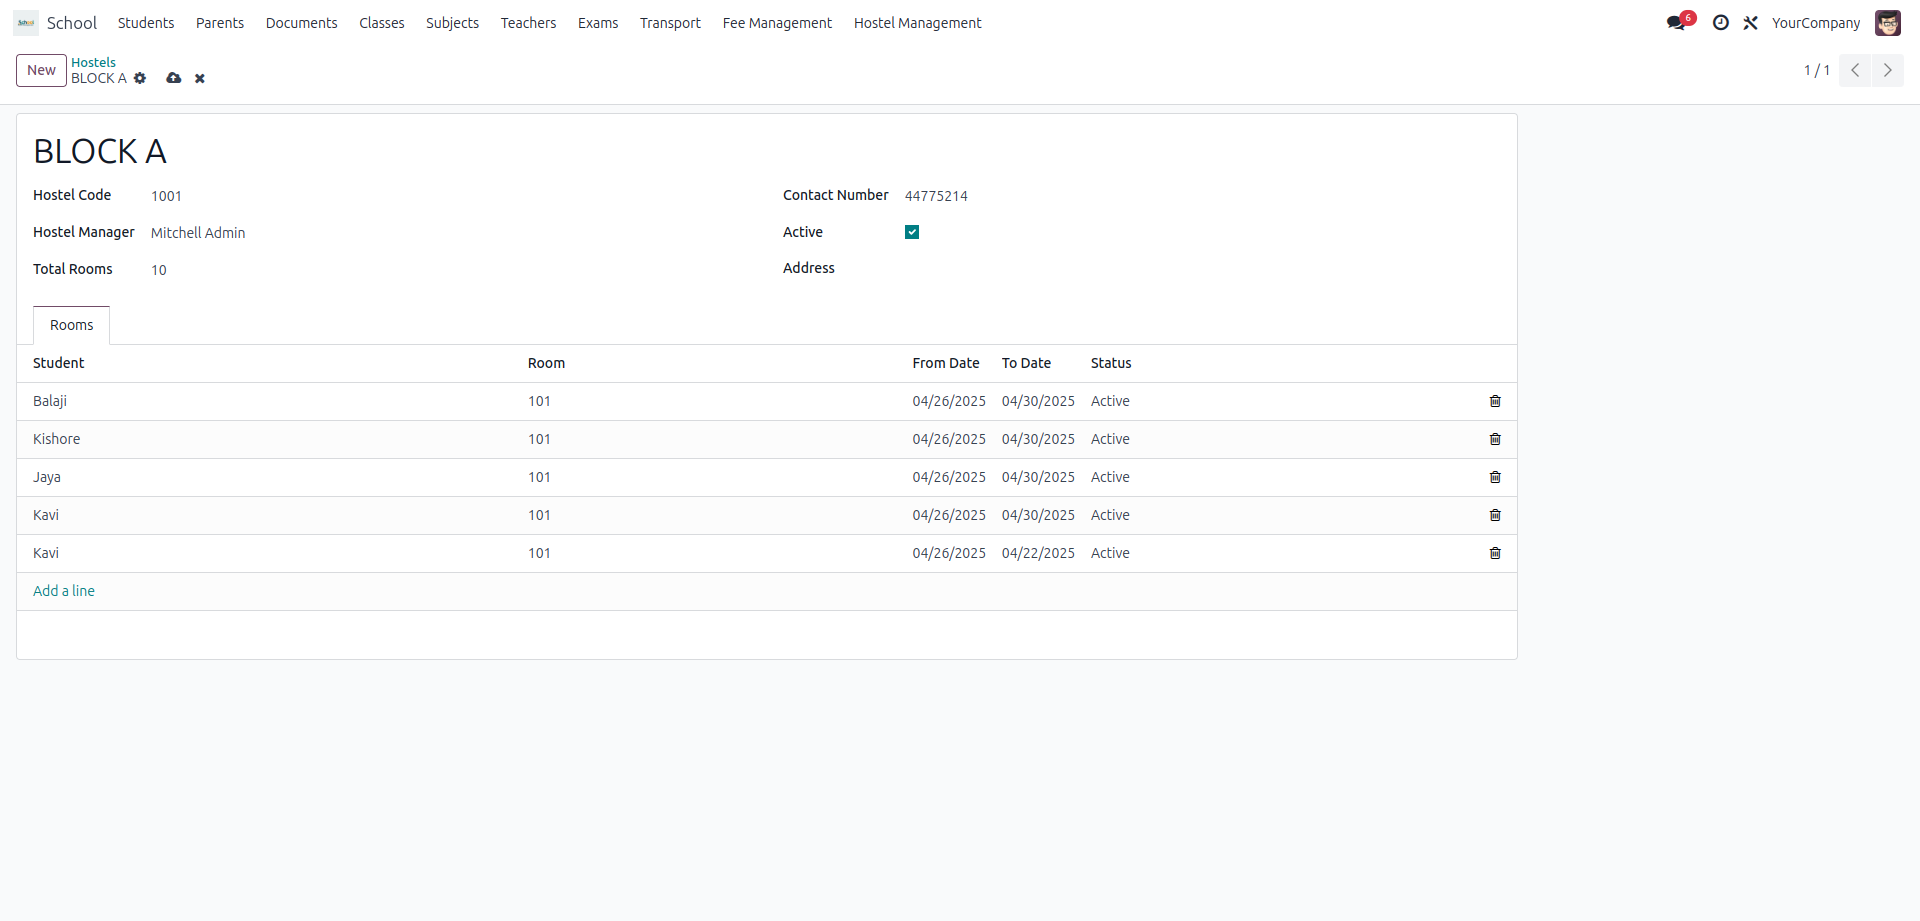 School Students Parents Documents Classes Subjects Teachers Exams Transport Fee Management Hostel Management 6 YourCompany
New Hostels 1 / 1
BLOCK A
BLOCK A
Hostel Code 1001 Contact Number 44775214
Hostel Manager Mitchell Admin Active
Total Rooms 10 Address
Rooms
Student Room From Date To Date Status
Balaji 101 04/26/2025 04/30/2025 Active
Kishore 101 04/26/2025 04/30/2025 Active
Jaya 101 04/26/2025 04/30/2025 Active
Kavi 101 04/26/2025 04/30/2025 Active
Kavi 101 04/26/2025 04/22/2025 Active
Add a line